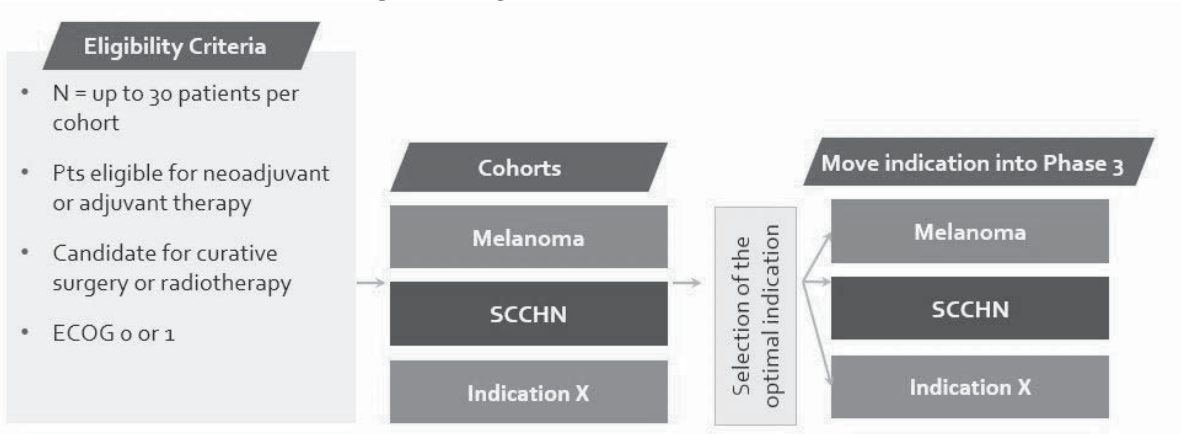 Eligibility Criteria
• N = up to 30 patients per
cohort
• Pts eligible for neoadjuvant
or adjuvant therapy
• Candidate for curative
surgery or radiotherapy
• ECOG 0 or 1
Cohorts
Melanoma
SCCHN
Indication X
Selection of the
optimal indication
Move indication into Phase 3
Melanoma
SCCHN
Indication X